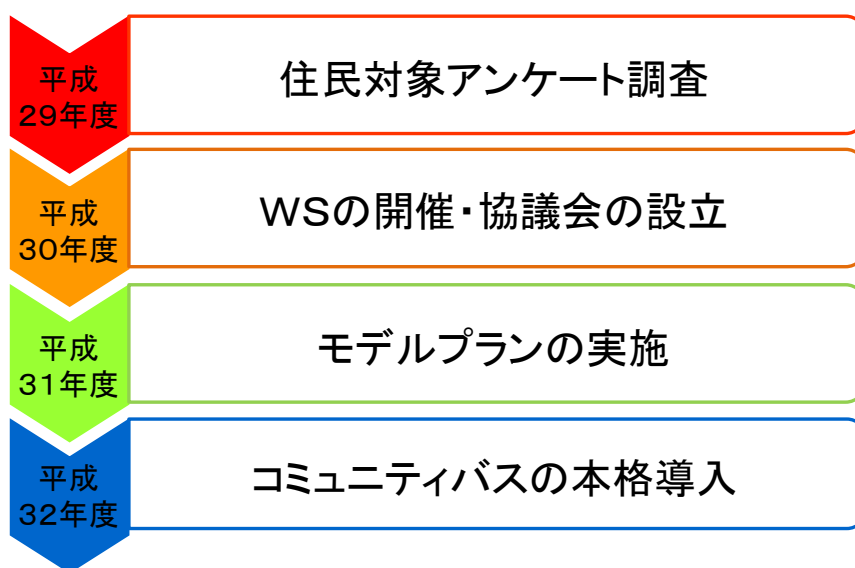 平成
29年度
住民対象アンケート調査
平成
30年度
WSの開催・協議会の設立
平成
31年度
モデルプランの実施
平成
32年度
コミュニティバスの本格導入